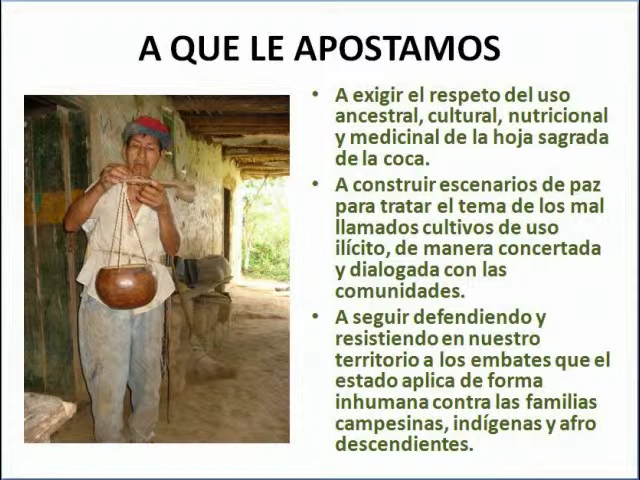 A QUE LE APOSTAMOS
• A exigir el respeto del uso
ancestral, cultural, nutricional
y medicinal de la hoja sagrada
de la coca.
• A construir escenarios de paz
para tratar el tema de los mal
llamados cultivos de uso
ilícito, de manera concertada
y dialogada con las
comunidades.
• A seguir defendiendo y
resistiendo en nuestro
territorio a los embates que el
estado aplica de forma
inhumana contra las familias
campesinas, indígenas y afro
descendientes.